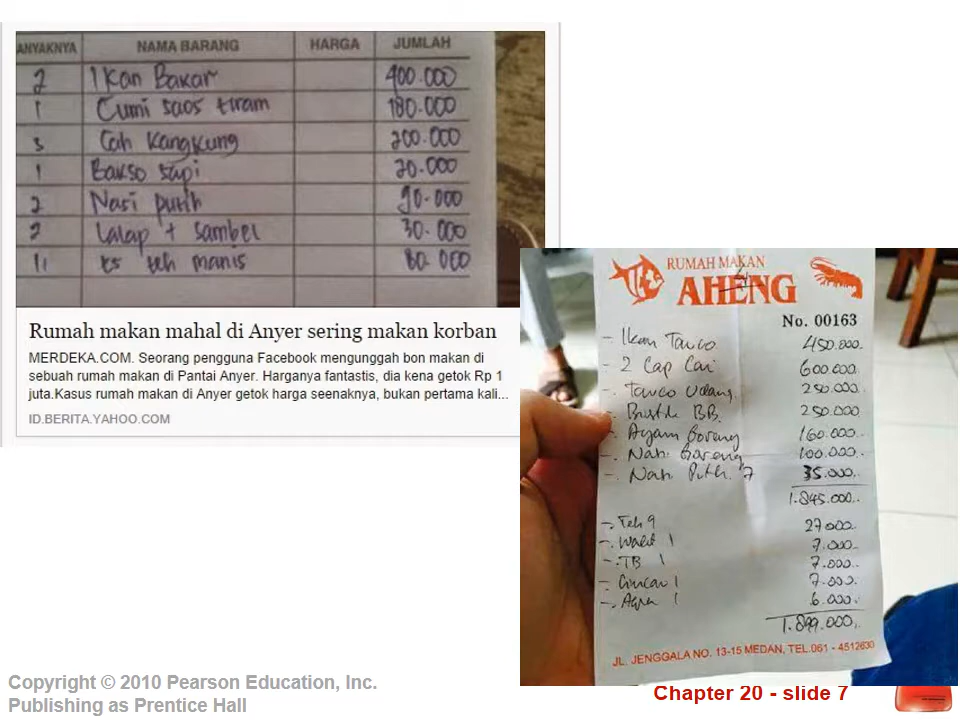 ANYAKNYA NAMA BARANG HARGA JUMLAH
2 Ikan Bakar 400.000
1 Cumi saos tiram 180.000
3 Cah Kangkung 200.000
1 Bakso sapi 20.000
2 Nasi putih 90.000
2 Lalap + sambel 30.000
11 es teh manis 80.000
Rumah makan mahal di Anyer sering makan korban
MERDEKA.COM. Seorang pengguna Facebook mengunggah bon makan di
sebuah rumah makan di Pantai Anyer. Harganya fantastis, dia kena getok Rp 1
juta.Kasus rumah makan di Anyer getok harga seenaknya, bukan pertama kali...
ID.BERITA.YAHOO.COM
RUMAH MAKAN
AHENG
No. 00163
- Ikan Tauco 450.000.
- 2 Cap Cai 600.000
- Tauco Udang 250.000.
- BB. 250.000
- Ayam Goreng 160.000.
- Nasi Goreng 100.000.
- Nasi Putih 7 35.000.
1.845.000.
- Teh 9 27.000
- 1 7.000
- TB 1 7.000.
- Cincau 1 7.000.
- Aqua 1 6.000.
1.899.000,
JL. JENGGALA NO. 13-15 MEDAN, TEL.061 - 4512630
Copyright © 2010 Pearson Education, Inc.
Publishing as Prentice Hall
Chapter 20 - slide 7